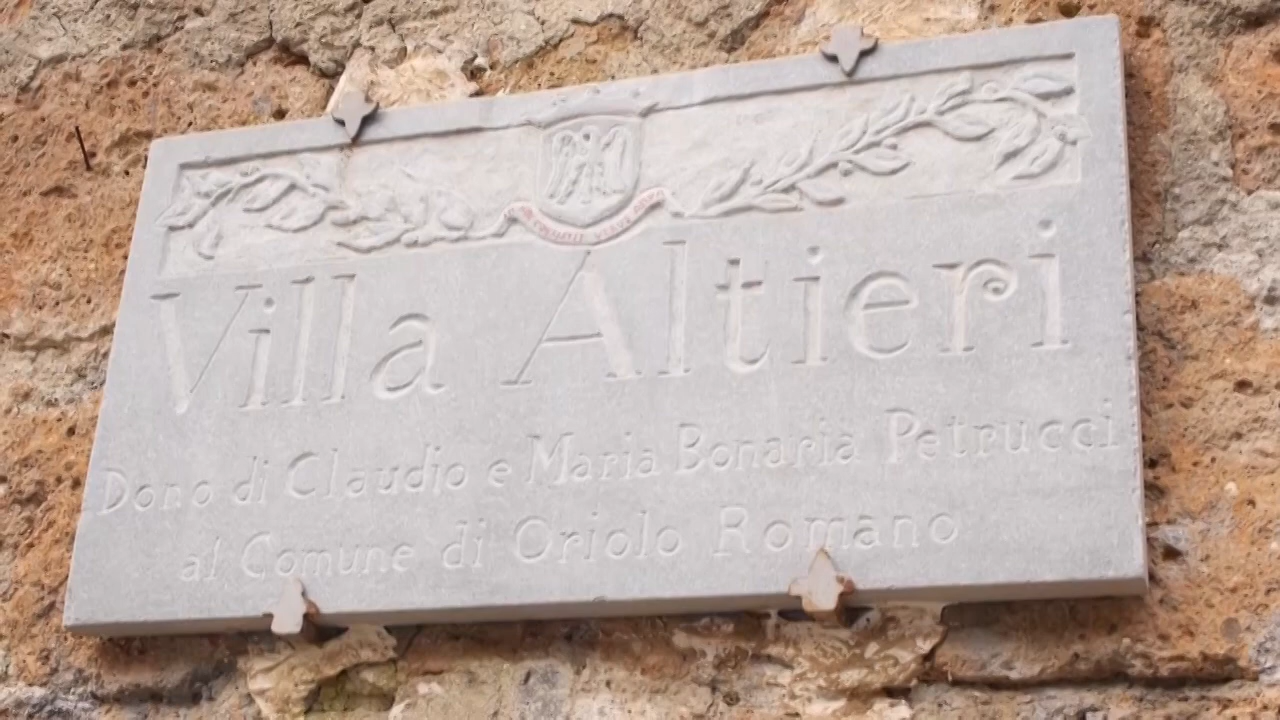 Villa Altieri
Dono di Claudio e Maria Bonaria Petrucci
al Comune di Oriolo Romano